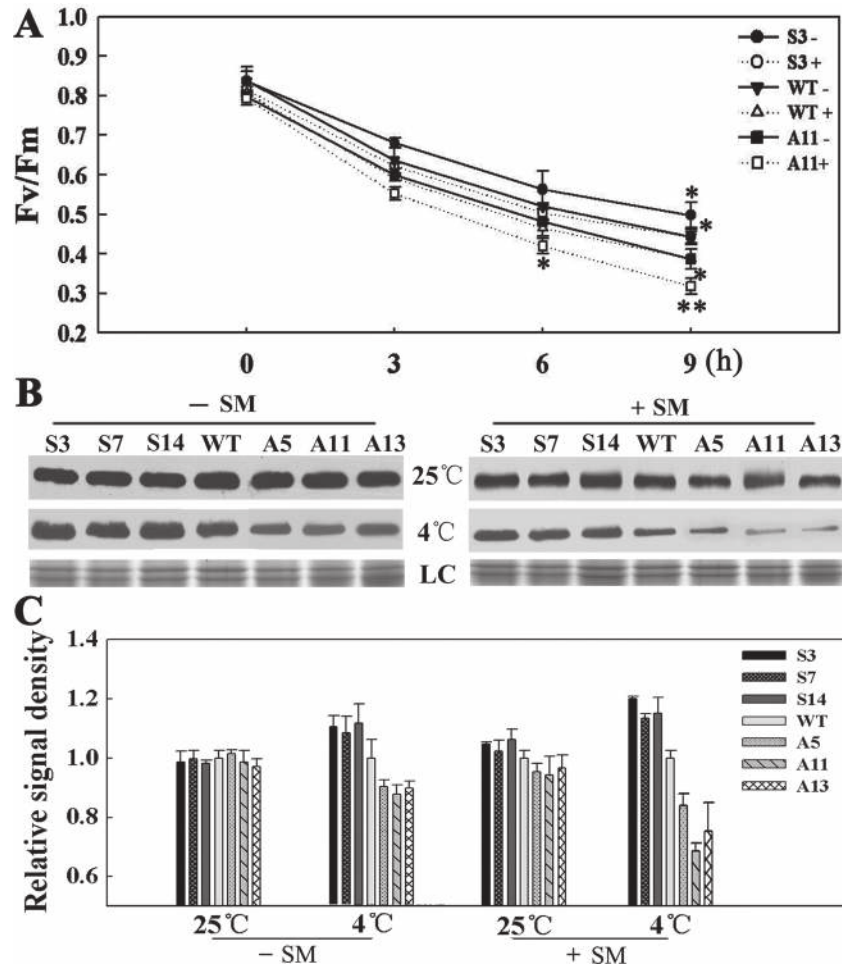 A
1.0
0.9
0.8
0.7
0.6
0.5
0.4
0.3
0.2
Fv/Fm
S3 -
S3 +
WT -
WT +
A11 -
A11+
*
*
*
*
**
0 3 6 9 (h)
B
— SM + SM
S3 S7 S14 WT A5 A11 A13 S3 S7 S14 WT A5 A11 A13
25℃
4℃
LC
C
Relative signal density
1.4
1.2
1.0
0.8
0.6
S3
S7
S14
WT
A5
A11
A13
25℃ 4℃ 25℃ 4℃
— SM + SM